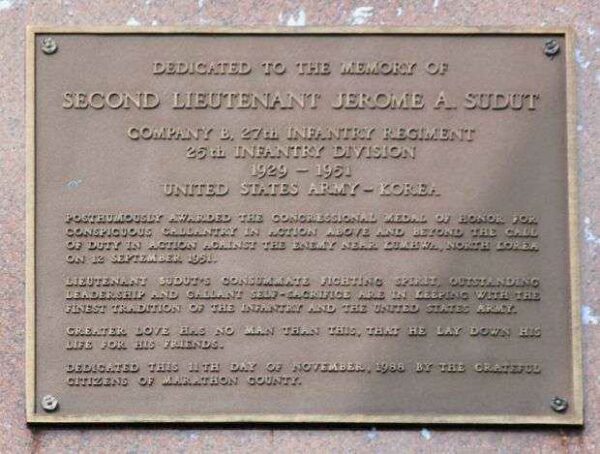 DEDICATED TO THE MEMORY OF
SECOND LIEUTENANT JEROME A. SUDUT
COMPANY B, 27th INFANTRY REGIMENT
25th INFANTRY DIVISION
1929 – 1951
UNITED STATES ARMY – KOREA
POSTHUMOUSLY AWARDED THE CONGRESSIONAL MEDAL OF HONOR FOR
CONSPICUOUS GALLANTRY IN ACTION ABOVE AND BEYOND THE CALL
OF DUTY IN ACTION AGAINST THE ENEMY NEAR KUMHWA, NORTH KOREA
ON 12 SEPTEMBER 1951.
LIEUTENANT SUDUT'S CONSUMMATE FIGHTING SPIRIT, OUTSTANDING
LEADERSHIP AND GALLANT SELF-SACRIFICE ARE IN KEEPING WITH THE
FINEST TRADITION OF THE INFANTRY AND THE UNITED STATES ARMY.
GREATER LOVE HAS NO MAN THAN THIS, THAT HE LAY DOWN HIS
LIFE FOR HIS FRIENDS.
DEDICATED THIS 11TH DAY OF NOVEMBER, 1988 BY THE GRATEFUL
CITIZENS OF MARATHON COUNTY.